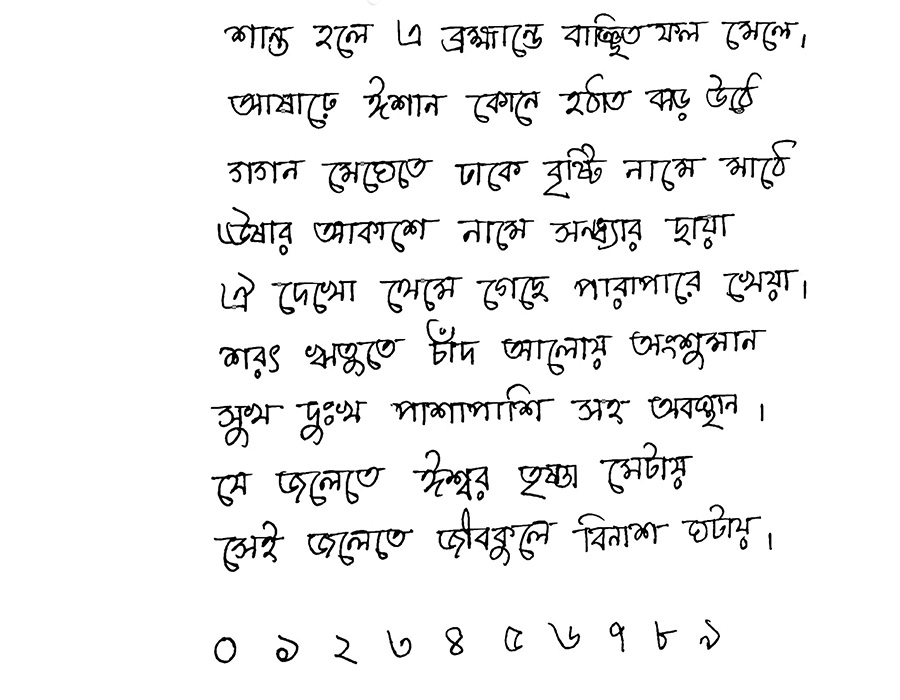 শান্ত হলে এ ব্রহ্মান্ডে বাঞ্ছিত ফল মেলে।
আষাঢ়ে ঈশান কোনে হঠাত ঝড় উঠে
গগন মেঘেতে ঢাকে বৃষ্টি নামে মাঠে
ঊষার আকাশে নামে সন্ধ্যার ছায়া
ঐ দেখো থেমে গেছে পারাপারে খেয়া।
শরৎ ঋতুতে চাঁদ আলোয় অংশুমান
সুখ দুঃখ পাশাপাশি সহ অবস্থান।
যে জলেতে ঈশ্বর তৃষ্ণা মেটায়
সেই জলেতে জীবকুলে বিনাশ ঘটায়।
০ ১ ২ ৩ ৪ ৫ ৬ ৭ ৮ ৯